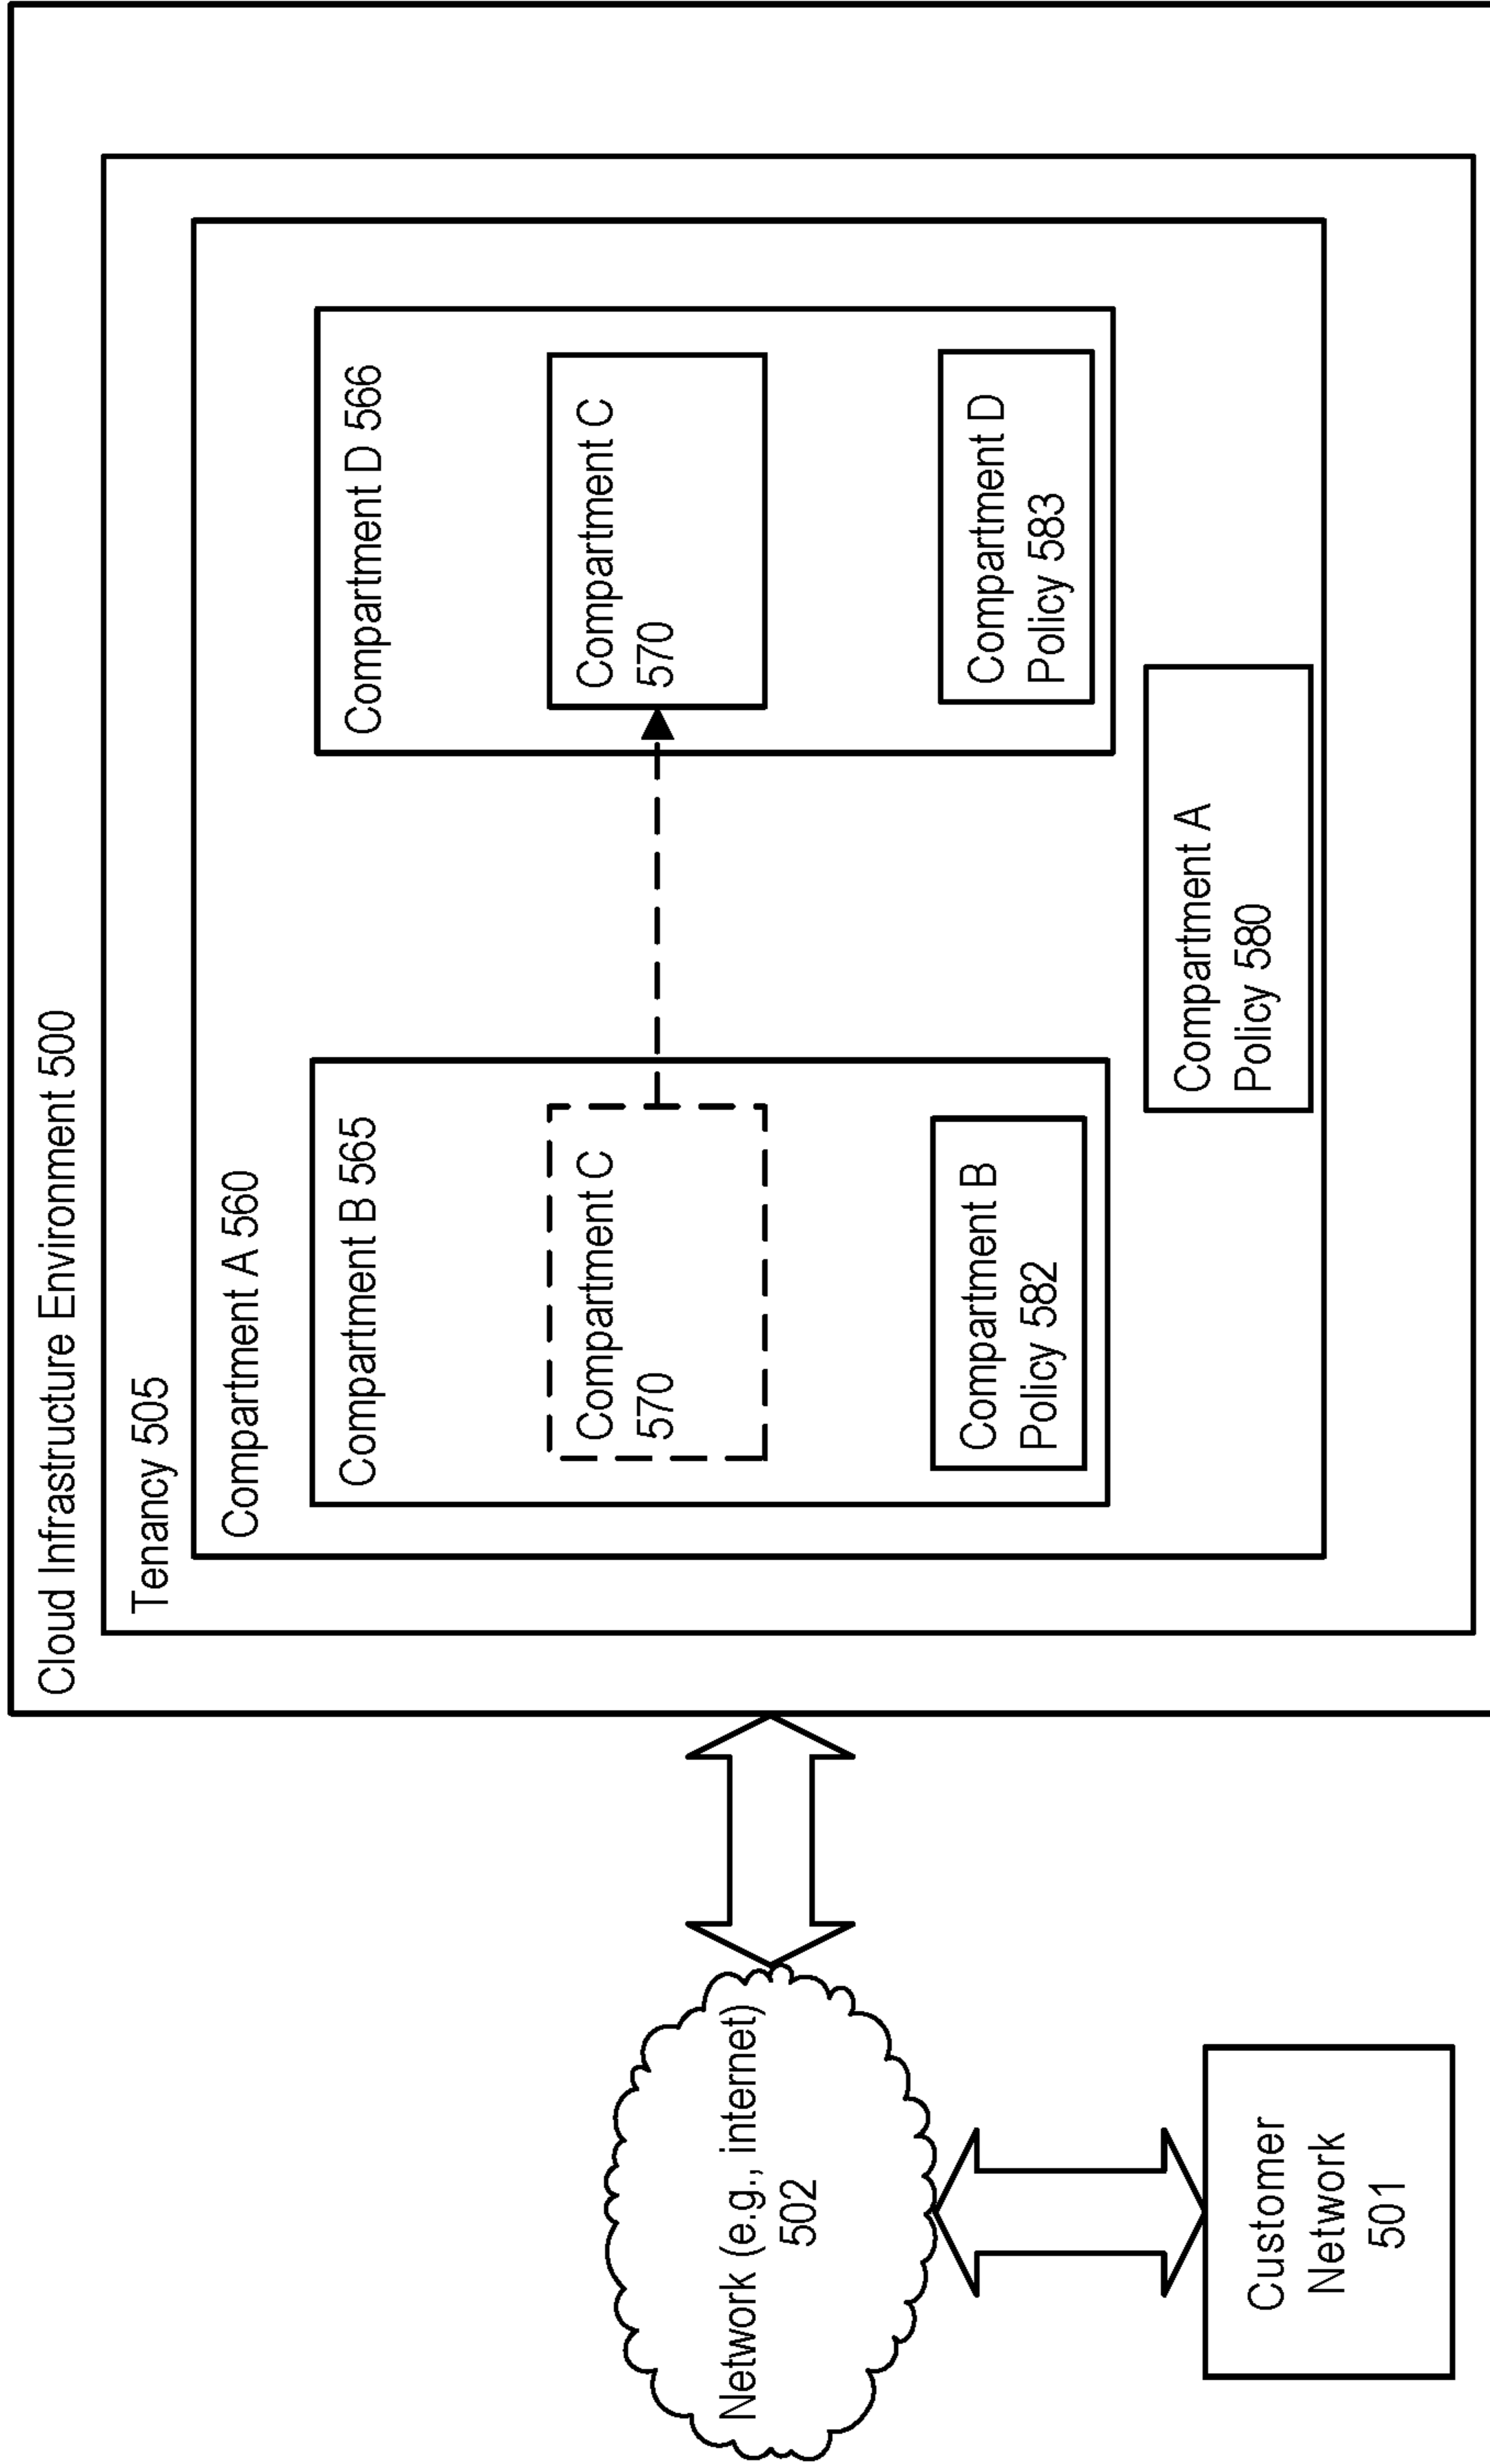 Cloud Infrastructure Environment 500
Tenancy 505
Compartment A 560
Compartment B 565
Compartment C
570
Compartment B
Policy 582
Compartment D 566
Compartment C
570
Compartment D
Policy 583
Compartment A
Policy 580
Network (e.g., internet)
502
Customer
Network
501